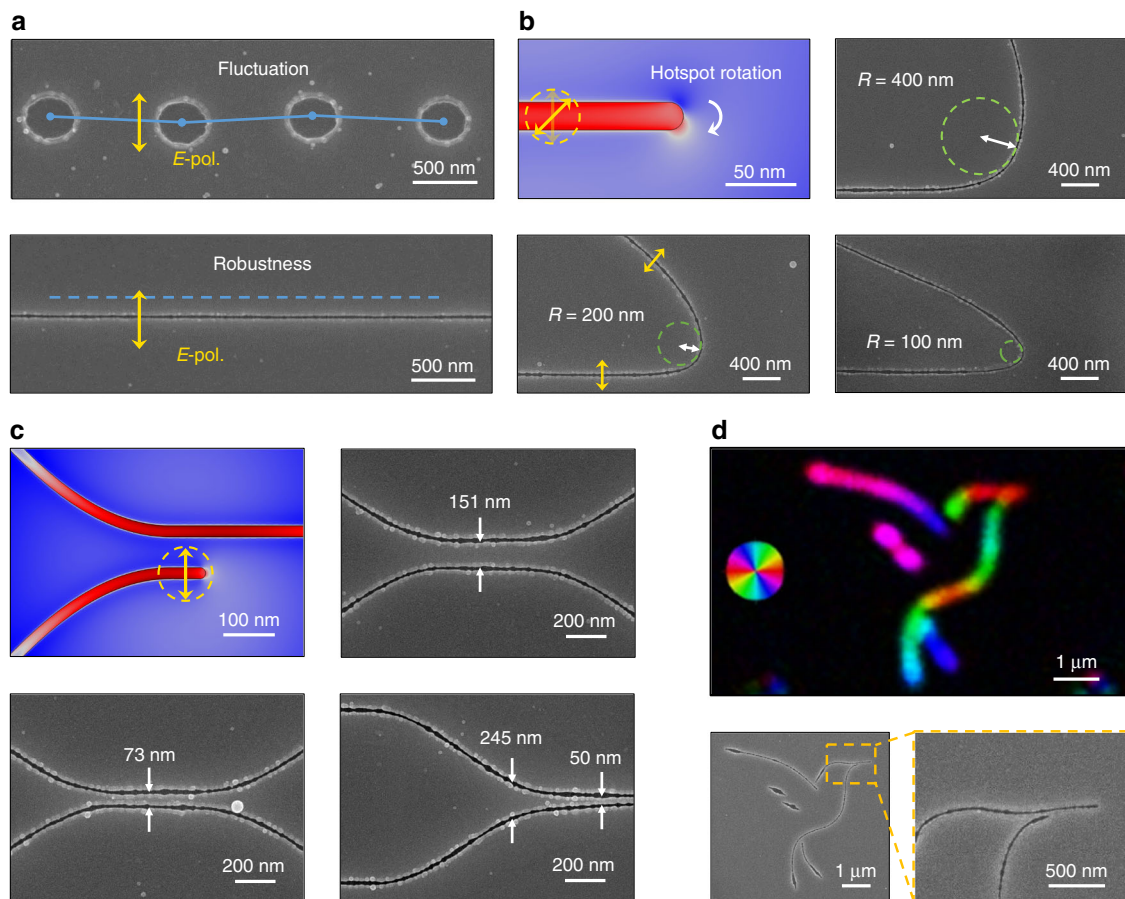 a
Fluctuation
E-pol.
500 nm
Robustness
E-pol.
500 nm
b
Hotspot rotation
50 nm
R = 400 nm
400 nm
R = 200 nm
400 nm
R = 100 nm
400 nm
c
100 nm
151 nm
200 nm
73 nm
200 nm
245 nm
50 nm
200 nm
d
1 μm
1 μm
500 nm